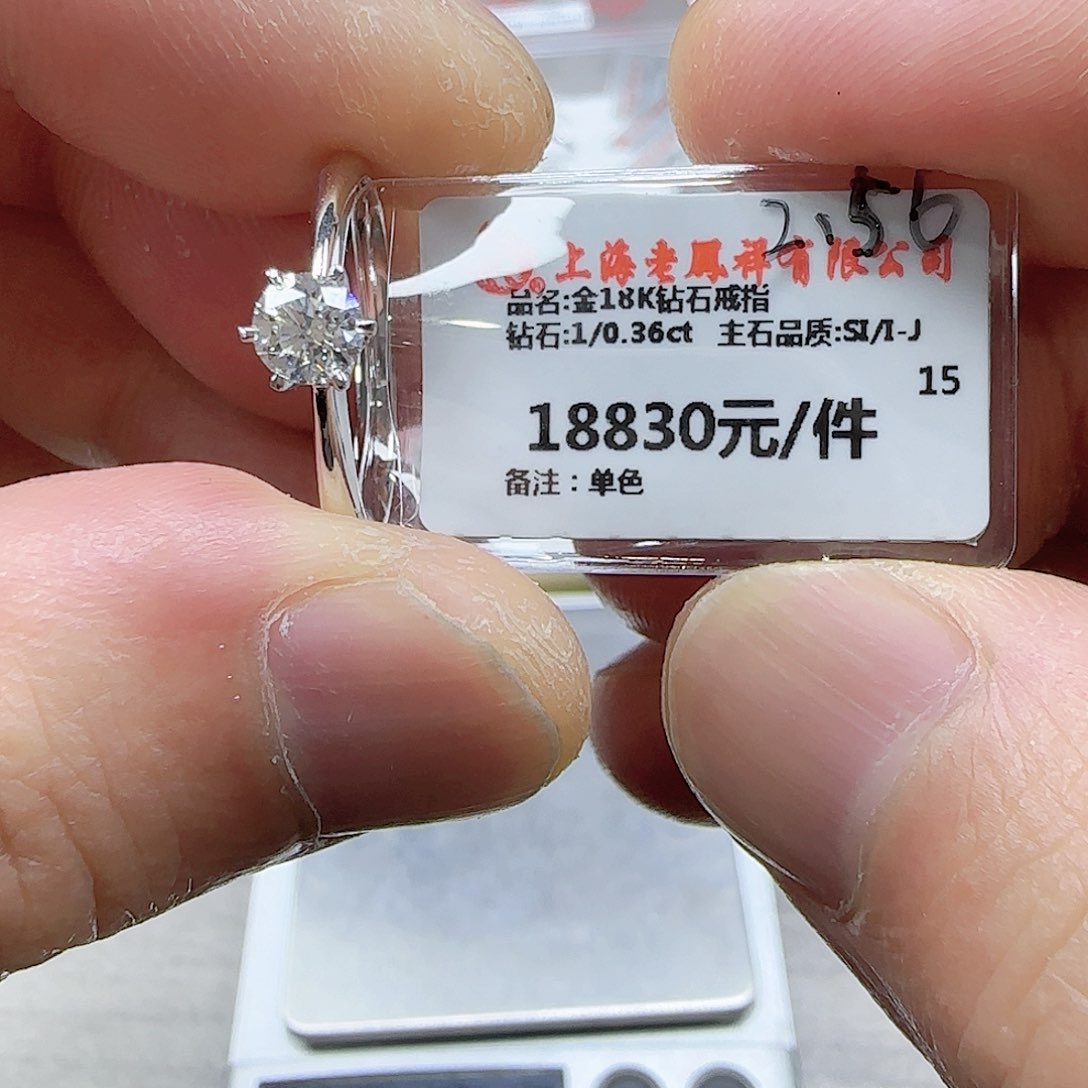 2.56
上海老鳳祥有限公司
品名:金18K钻石戒指
钻石:1/0.36ct 主石品质:SI/I-J
15
18830元/件
备注:单色